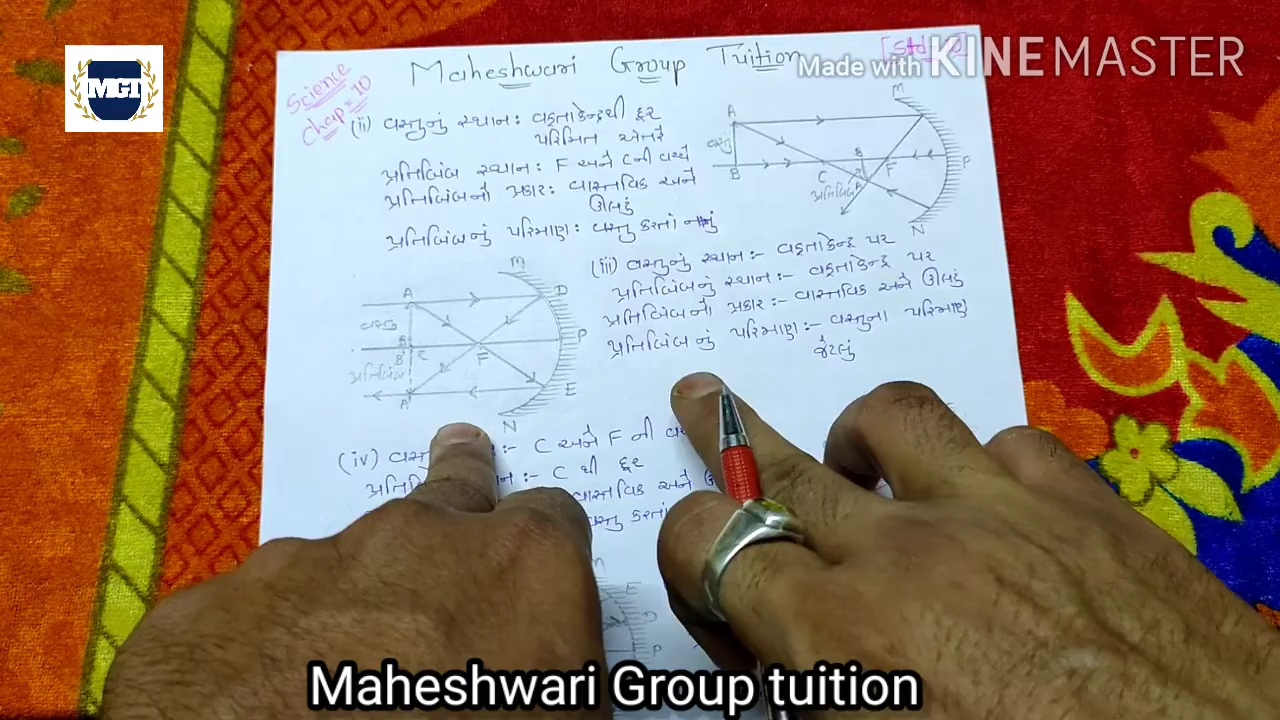 MGI
Made with KINEMASTER
Maheshwari Group Tuition
Science
Chap = 10
(ii) વસ્તુનું સ્થાન : વક્રતાકેન્દ્રથી દૂર
પરિમિત અંતરે
પ્રતિબિંબ સ્થાન : F અને C ની વચ્ચે
પ્રતિબિંબનો પ્રકાર : વાસ્તવિક અને
ઊલટું
પ્રતિબિંબનું પરિમાણ : વસ્તુ કરતાં નાનું
M
A
વસ્તુ
B
C
F
P
પ્રતિબિંબ
N
(iii) વસ્તુનું સ્થાન :- વક્રતાકેન્દ્ર પર
પ્રતિબિંબનું સ્થાન :- વક્રતાકેન્દ્ર પર
પ્રતિબિંબનો પ્રકાર :- વાસ્તવિક અને ઊલટું
પ્રતિબિંબનું પરિમાણ :- વસ્તુના પરિમાણ
જેટલું
M
A
D
વસ્તુ
B
B'
C
F
P
પ્રતિબિંબ
A'
E
N
(iv) :- C અને F ની
:- C થી દૂર
વાસ્તવિક અને
વસ્તુ કરતાં
E
D
P
Maheshwari Group tuition